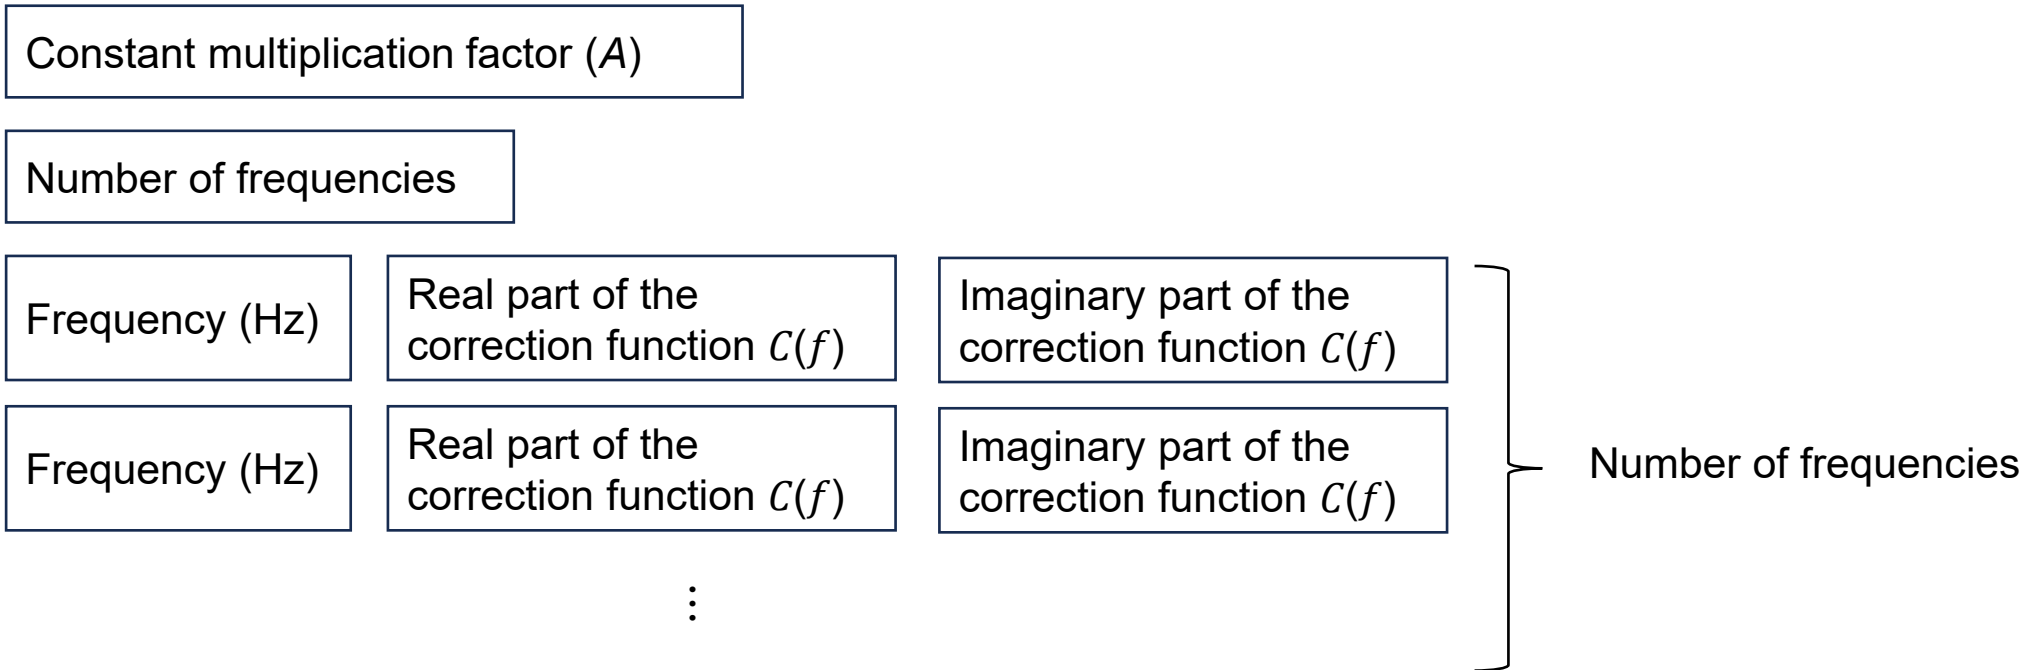 Constant multiplication factor (A)
Number of frequencies
Frequency (Hz)
Real part of the
correction function C(f)
Imaginary part of the
correction function C(f)
Frequency (Hz)
Real part of the
correction function C(f)
Imaginary part of the
correction function C(f)
Number of frequencies
⋮